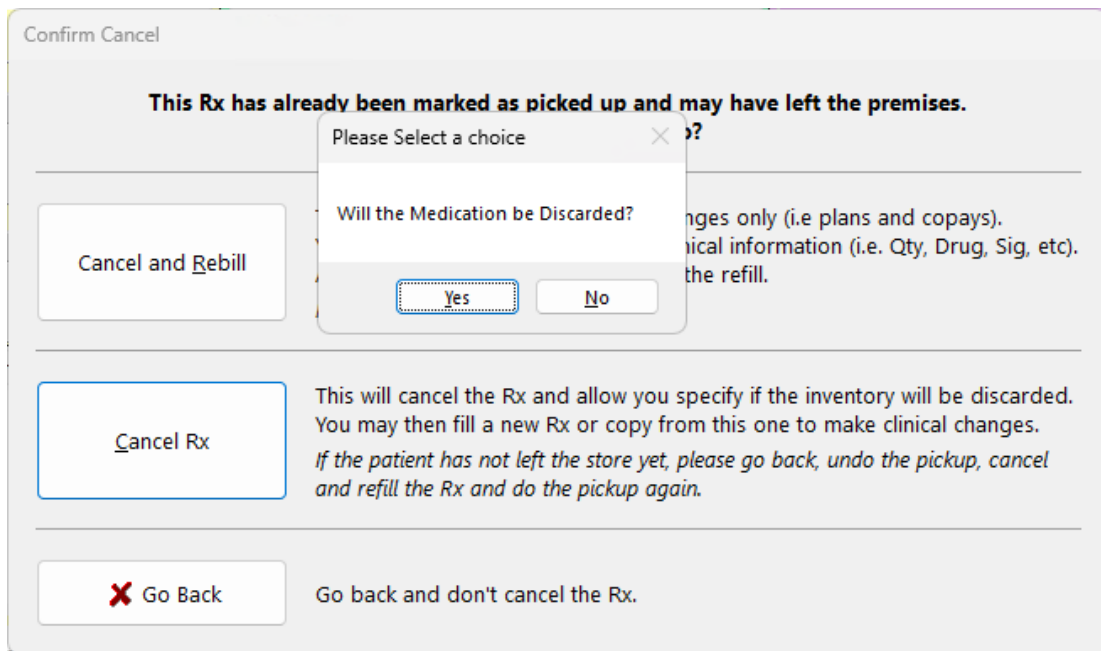 Confirm Cancel
This Rx has already been marked as picked up and may have left the premises.
?
Please Select a choice
Will the Medication be Discarded?
Yes
No
Cancel and Rebill
nges only (i.e plans and copays).
ical information (i.e. Qty, Drug, Sig, etc).
the refill.
Cancel Rx
This will cancel the Rx and allow you specify if the inventory will be discarded.
You may then fill a new Rx or copy from this one to make clinical changes.
If the patient has not left the store yet, please go back, undo the pickup, cancel
and refill the Rx and do the pickup again.
Go Back
Go back and don't cancel the Rx.